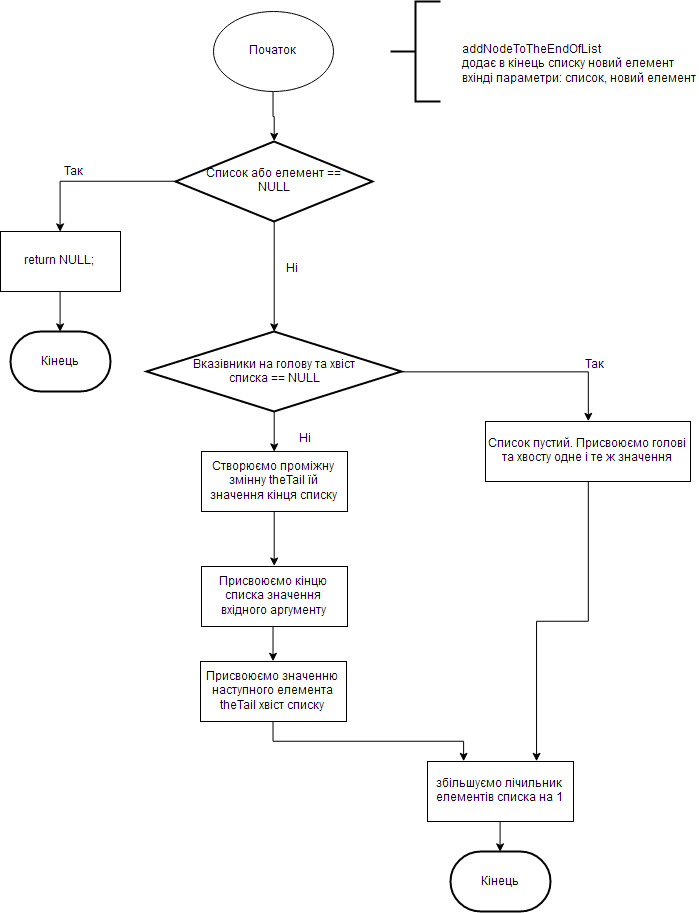 Початок
addNodeToTheEndOfList
додає в кінець списку новий елемент
вхінді параметри: список, новий елемент
Список або елемент ==
NULL
Так
return NULL;
Кінець
Ні
Вказівники на голову та хвіст
списка == NULL
Так
Список пустий. Присвоюємо голові
та хвосту одне і те ж значення
Ні
Створюємо проміжну
змінну theTail їй
значення кінця списку
Присвоюємо кінцю
списка значення
вхідного аргументу
Присвоюємо значенню
наступного елемента
theTail хвіст списку
збільшуємо лічильник
елементів списка на 1
Кінець